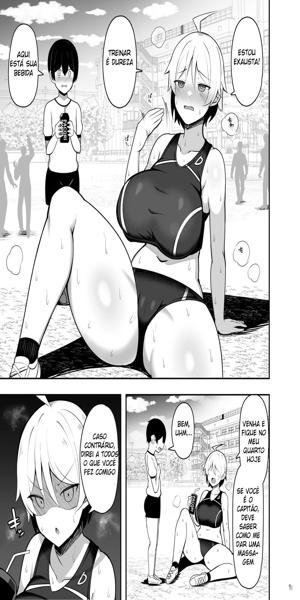 ESTOU
EXAUSTA!
TREINAR
É DUREZA
AQUI
ESTÁ SUA
BEBIDA
VENHA
E FIQUE
NO MEU
QUARTO
HOJE
SE VOCÊ
É O
CAPITÃO,
DEVE
SABER
COMO ME
DAR UMA
MASSA-
GEM
BEM,
UHM...
CASO
CONTRÁRIO,
DIREI A TODOS
O QUE VOCÊ
FEZ COMIGO